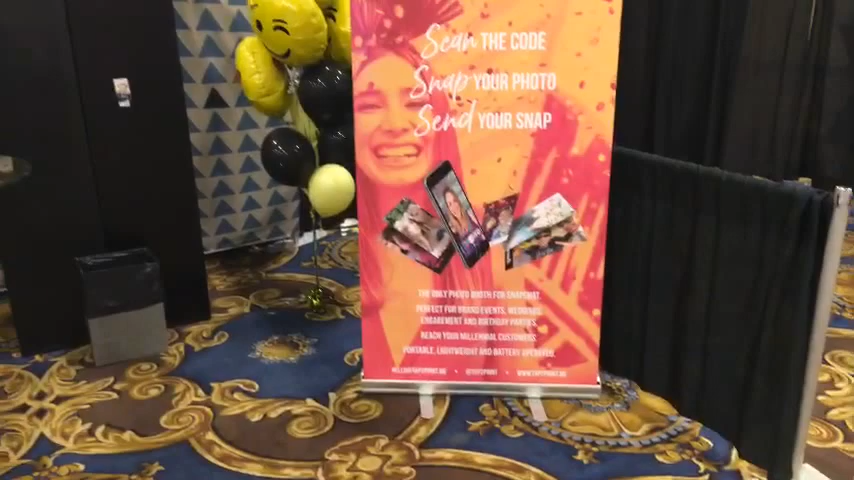 Scan THE CODE
Snap YOUR PHOTO
Send YOUR SNAP
THE ONLY PHOTO BOOTH FOR SNAPCHAT.
PERFECT FOR BRAND EVENTS, WEDDINGS,
ENGAGEMENT AND BIRTHDAY PARTIES.
REACH YOUR MILLENNIAL CUSTOMERS.
PORTABLE, LIGHTWEIGHT AND BATTERY OPERATED.